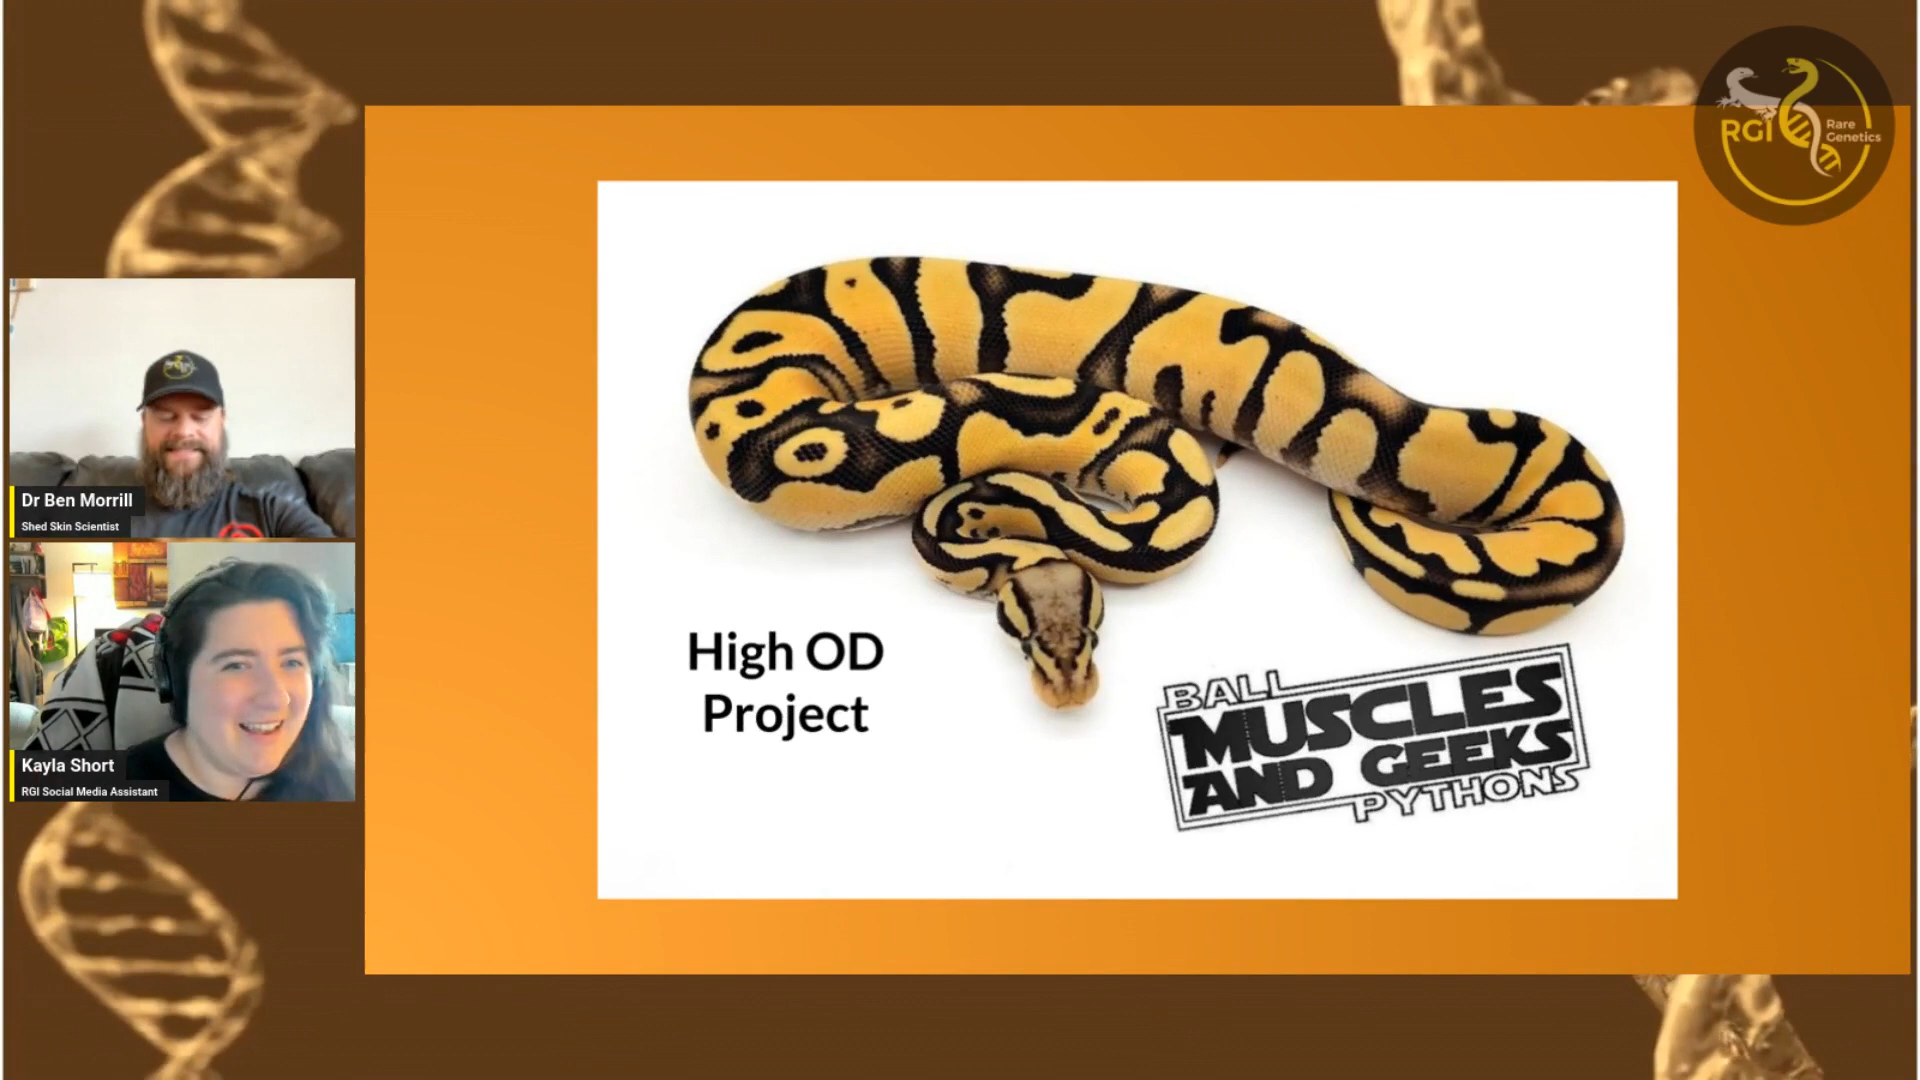 RGI
Rare
Genetics
Dr Ben Morrill
Shed Skin Scientist
Kayla Short
RGI Social Media Assistant
High OD
Project
BALL
MUSCLES
AND GEEKS
PYTHONS